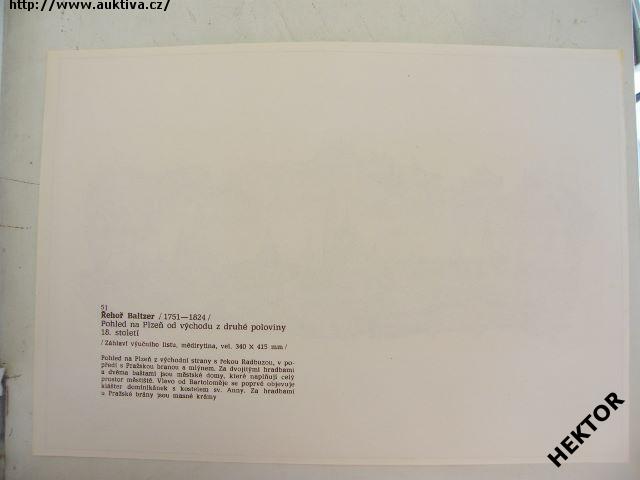 http://www.auktiva.cz/
51
Řehoř Baltzer /1751—1824/
Pohled na Plzeň od východu z druhé poloviny
18. století
/Záhlaví výučního listu, mědirytina, vel. 340 X 415 mm/
Pohled na Plzeň z východní strany s řekou Radbuzou, v po-
předí s Pražskou branou a mlýnem. Za dvojitými hradbami
a dvěma baštami jsou městské domy, které naplňují celý
prostor městiště. Vlevo od Bartoloměje se poprvé objevuje
klášter dominikánek s kostelem sv. Anny. Za hradbami
u Pražské brány jsou masné krámy
HEKTOR